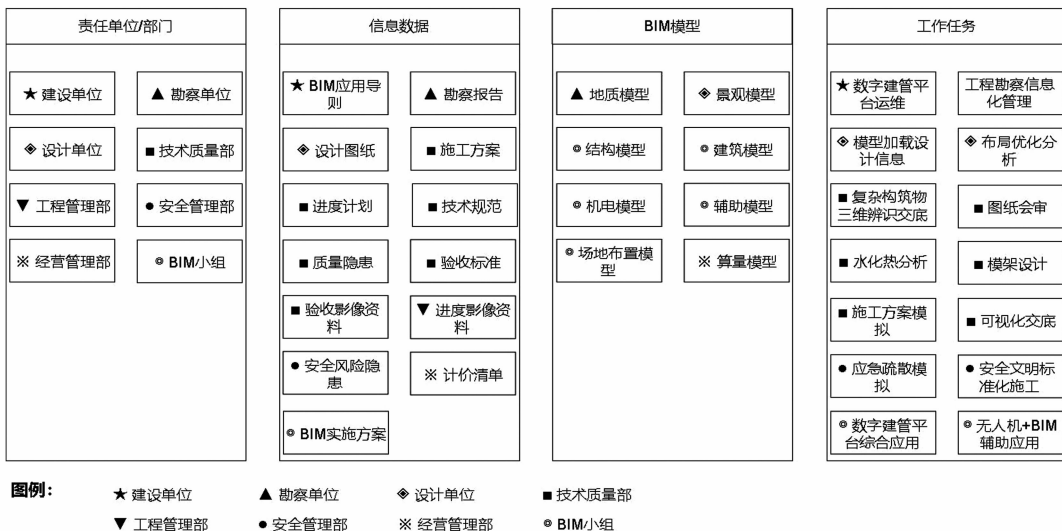 责任单位/部门
信息数据
BIM模型
工作任务
★ 建设单位
▲ 勘察单位
★ BIM应用导
则
▲ 勘察报告
▲ 地质模型
◈ 景观模型
★ 数字建管平
台运维
工程勘察信息
化管理
◈ 设计单位
■ 技术质量部
◈ 设计图纸
■ 施工方案
◎ 结构模型
◎ 建筑模型
◈ 模型加载设
计信息
◈ 布局优化分
析
▼ 工程管理部
● 安全管理部
■ 进度计划
■ 技术规范
◎ 机电模型
◎ 辅助模型
■ 复杂构筑物
三维辨识交底
■ 图纸会审
※ 经营管理部
◎ BIM小组
■ 质量隐患
■ 验收标准
◎ 场地布置模
型
※ 算量模型
■ 水化热分析
■ 模架设计
■ 验收影像资
料
▼ 进度影像资
料
■ 施工方案模
拟
■ 可视化交底
● 安全风险隐
患
※ 计价清单
● 应急疏散模
拟
● 安全文明标
准化施工
◎ BIM实施方案
◎ 数字建管平
台综合应用
◎ 无人机+BIM
辅助应用
图例：
★ 建设单位
▲ 勘察单位
◈ 设计单位
■ 技术质量部
▼ 工程管理部
● 安全管理部
※ 经营管理部
◎ BIM小组